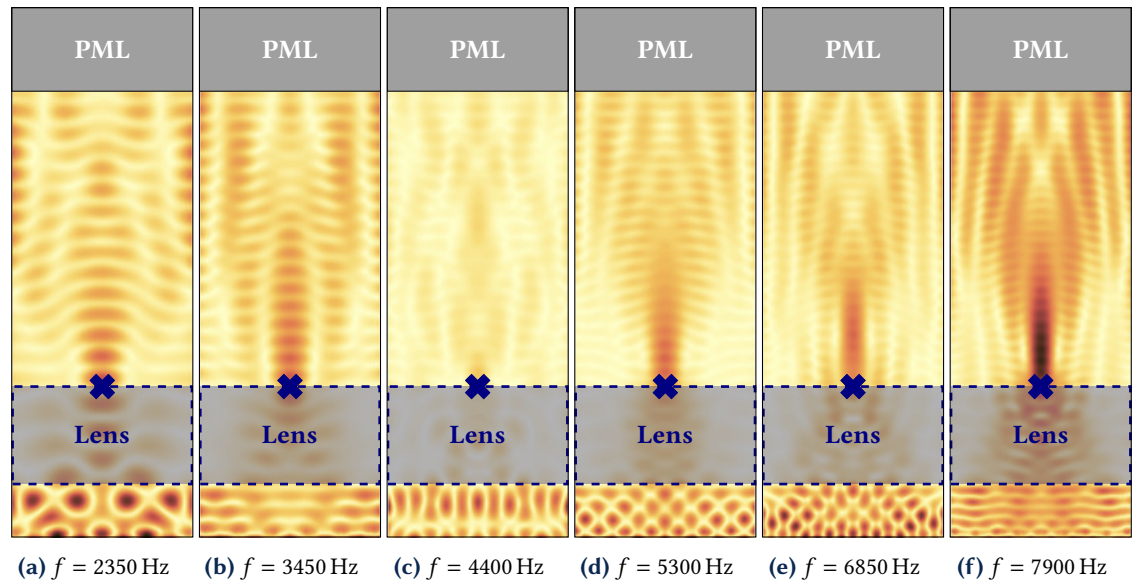 PML PML PML PML PML PML
Lens Lens Lens Lens Lens Lens
(a) f = 2350 Hz (b) f = 3450 Hz (c) f = 4400 Hz (d) f = 5300 Hz (e) f = 6850 Hz (f) f = 7900 Hz